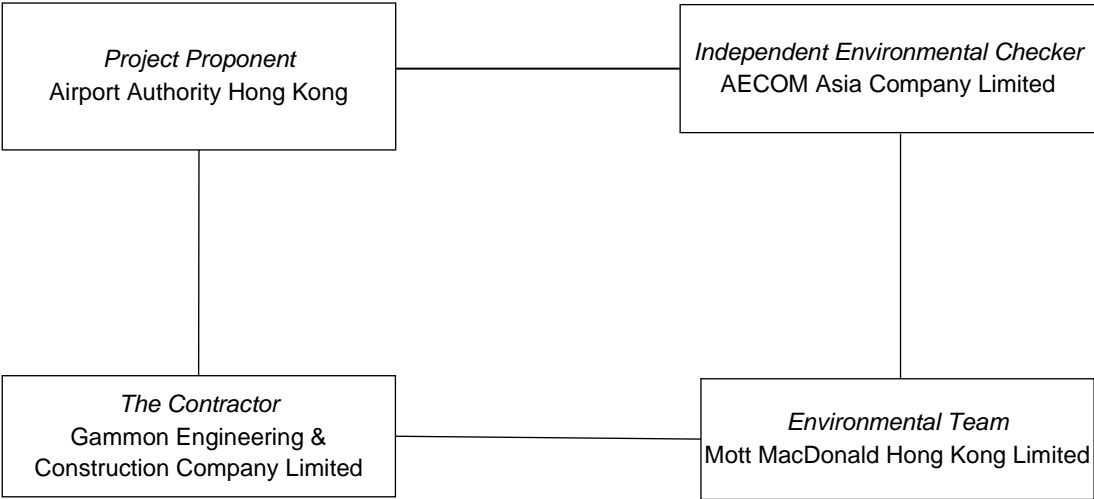 Project Proponent
Airport Authority Hong Kong
Independent Environmental Checker
AECOM Asia Company Limited
The Contractor
Gammon Engineering &
Construction Company Limited
Environmental Team
Mott MacDonald Hong Kong Limited